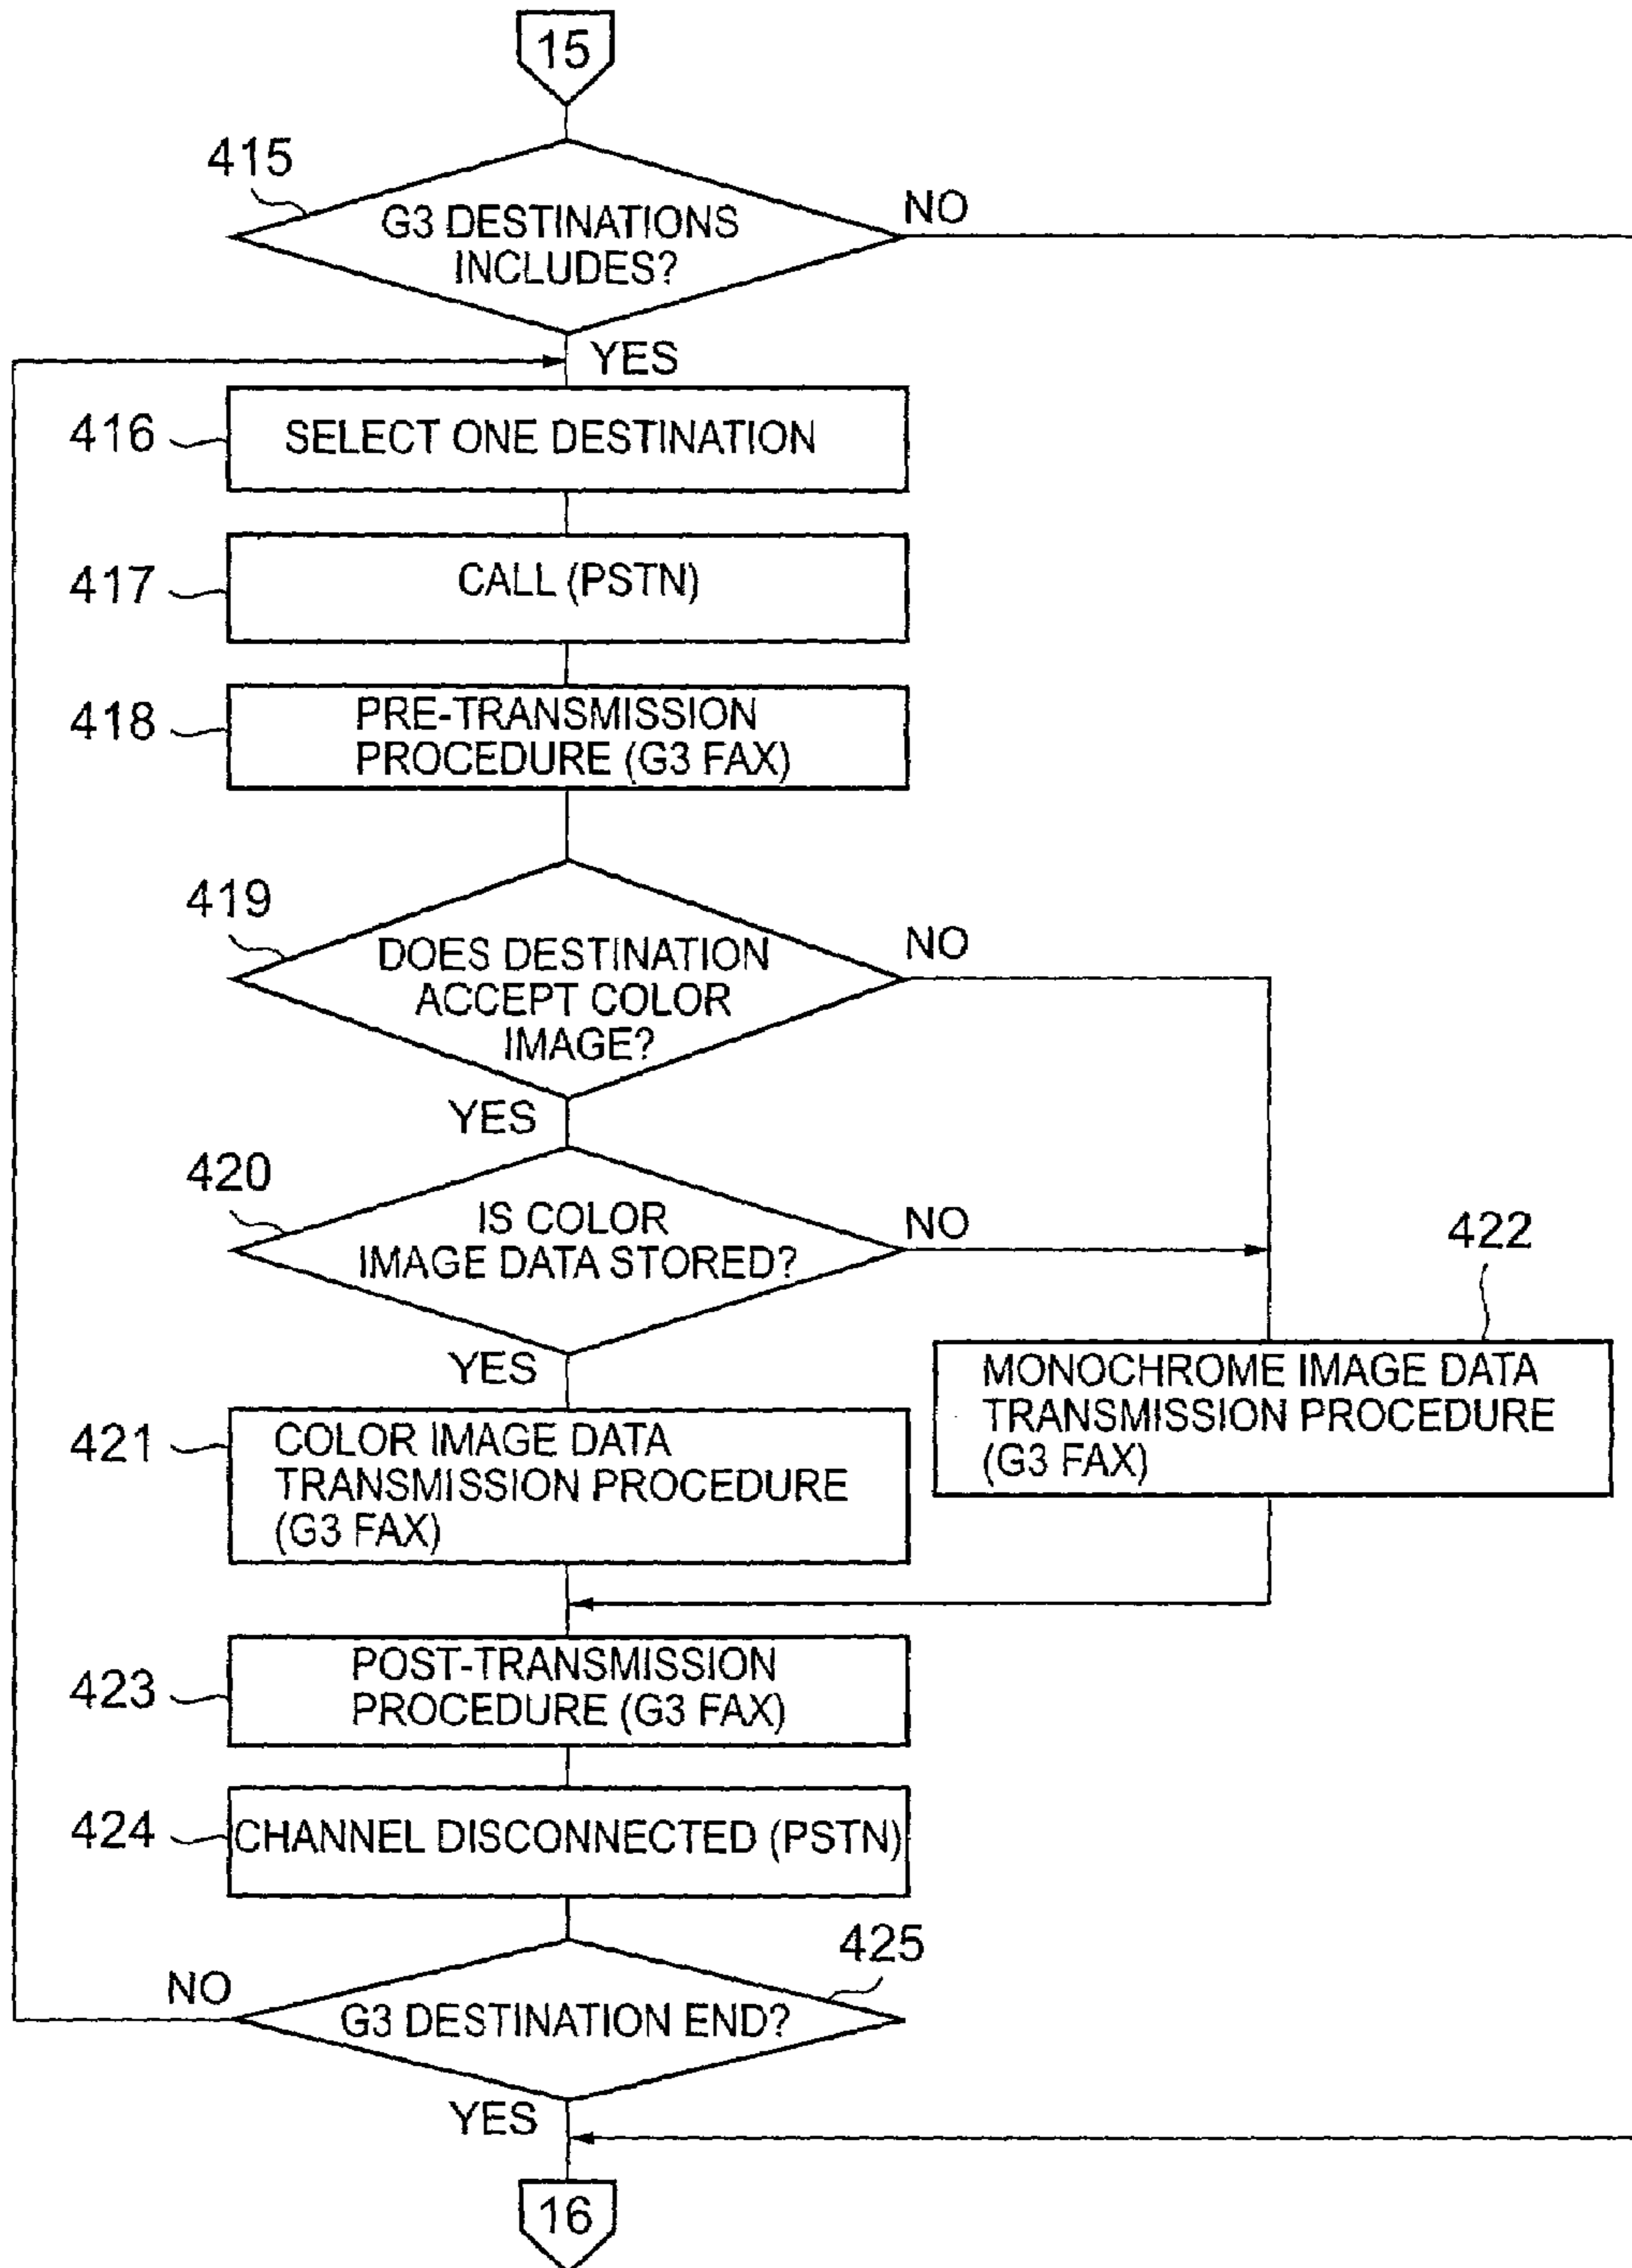 15
415
G3 DESTINATIONS
INCLUDES?
NO
YES
416
SELECT ONE DESTINATION
417
CALL (PSTN)
418
PRE-TRANSMISSION
PROCEDURE (G3 FAX)
419
DOES DESTINATION
ACCEPT COLOR
IMAGE?
NO
YES
420
IS COLOR
IMAGE DATA STORED?
NO
YES
422
MONOCHROME IMAGE DATA
TRANSMISSION PROCEDURE
(G3 FAX)
421
COLOR IMAGE DATA
TRANSMISSION PROCEDURE
(G3 FAX)
423
POST-TRANSMISSION
PROCEDURE (G3 FAX)
424
CHANNEL DISCONNECTED (PSTN)
425
NO
G3 DESTINATION END?
YES
16